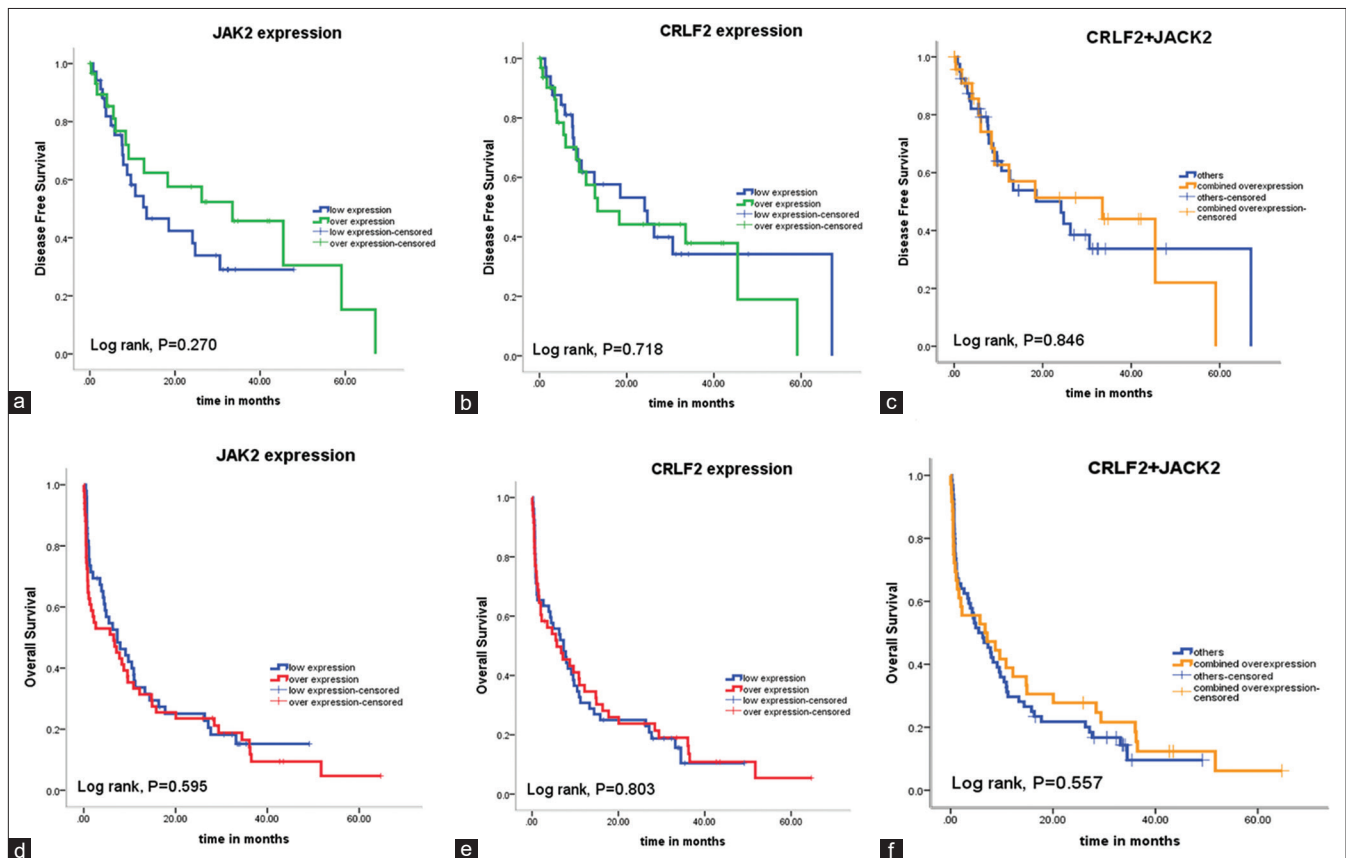 JAK2 expression
1.0
0.8
0.6
0.4
0.2
0.0
Disease Free Survival
low expression
over expression
low expression-censored
over expression-censored
Log rank, P=0.270
.00 20.00 40.00 60.00
time in months
a
CRLF2 expression
1.0
0.8
0.6
0.4
0.2
0.0
Disease Free Survival
low expression
over expression
low expression-censored
over expression-censored
Log rank, P=0.718
.00 20.00 40.00 60.00
time in months
b
CRLF2+JACK2
1.0
0.8
0.6
0.4
0.2
0.0
Disease Free Survival
others
combined overexpression
others-censored
combined overexpression-
censored
Log rank, P=0.846
.00 20.00 40.00 60.00
time in months
c
JAK2 expression
1.0
0.8
0.6
0.4
0.2
0.0
Overall Survival
low expression
over expression
low expression-censored
over expression-censored
Log rank, P=0.595
.00 20.00 40.00 60.00
time in months
d
CRLF2 expression
1.0
0.8
0.6
0.4
0.2
0.0
Overall Survival
low expression
over expression
low expression-censored
over expression-censored
Log rank, P=0.803
.00 20.00 40.00 60.00
time in months
e
CRLF2+JACK2
1.0
0.8
0.6
0.4
0.2
0.0
Overall Survival
others
combined overexpression
others-censored
combined overexpression-
censored
Log rank, P=0.557
.00 20.00 40.00 60.00
time in months
f